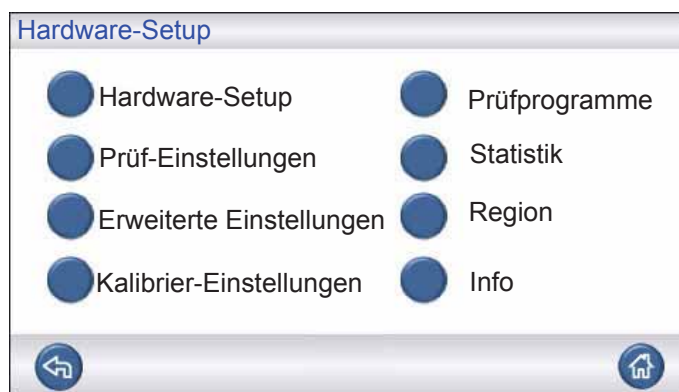 Hardware-Setup
Hardware-Setup
Prüf-Einstellungen
Erweiterte Einstellungen
Kalibrier-Einstellungen
Prüfprogramme
Statistik
Region
Info